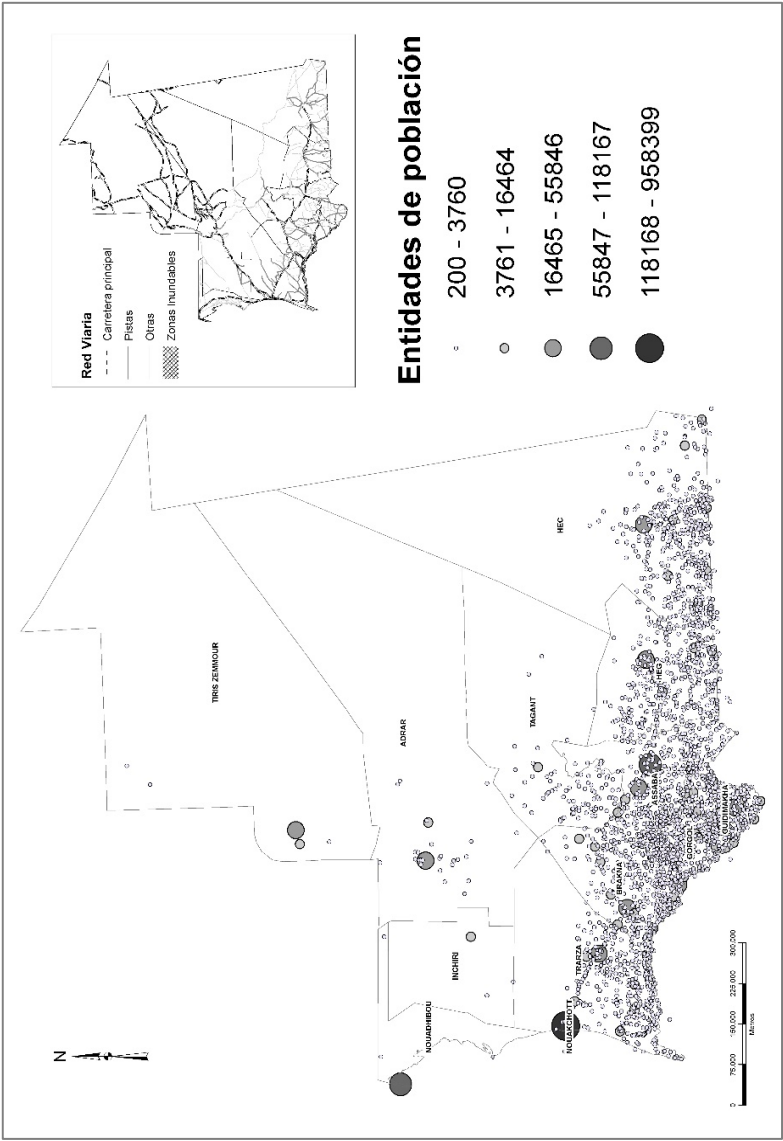 N
Red Viaria
Carretera principal
Pistas
Otras
Zonas Inundables
Entidades de población
200 - 3760
3761 - 16464
16465 - 55846
55847 - 118167
118168 - 958399
TIRIS ZEMMOUR
ADRAR
NOUADHIBOU
INCHIRI
TAGANT
HEC
NOUAKCHOTT
TRARZA
BRAKNA
ASSABA
HEG
GORGOL
GUIDIMAKHA
0 75.000 150.000 225.000 300.000
Metros